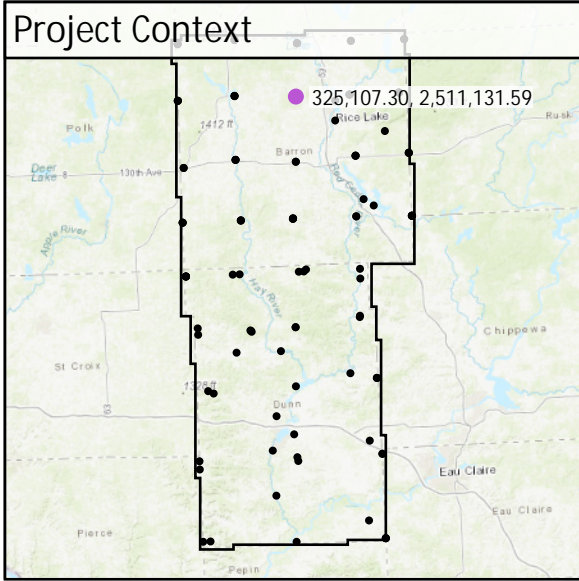 Project Context
325,107.30, 2,511,131.59
1412 ft
Rice Lake
Rusk
Polk
Barron
Deer
Lake 8
130th Ave
Red Cedar River
Apple River
Hay River
Chippewa
St Croix
1328 ft
63
Dunn
Eau Claire
Eau Claire
Pierce
Pepin